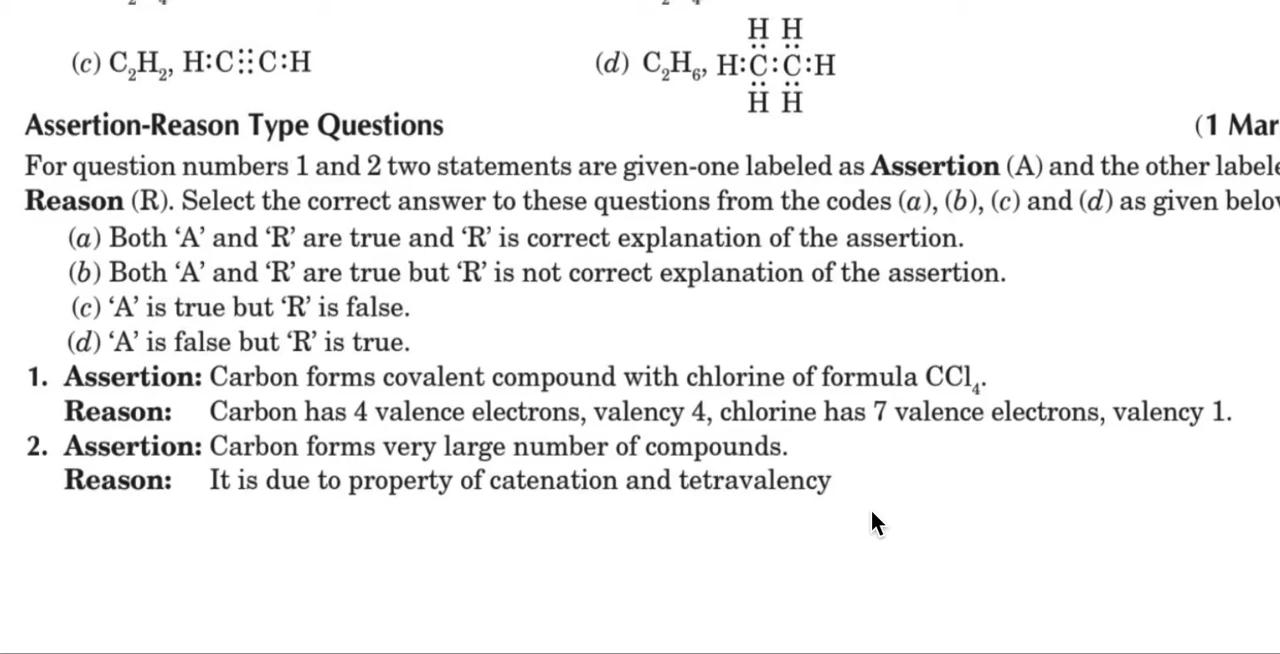 H H
(c) C₂H₂, H:C⋮⋮C:H (d) C₂H₆, H:C:C:H
H H
Assertion-Reason Type Questions (1 Mar
For question numbers 1 and 2 two statements are given-one labeled as Assertion (A) and the other labele
Reason (R). Select the correct answer to these questions from the codes (a), (b), (c) and (d) as given belov
(a) Both ‘A’ and ‘R’ are true and ‘R’ is correct explanation of the assertion.
(b) Both ‘A’ and ‘R’ are true but ‘R’ is not correct explanation of the assertion.
(c) ‘A’ is true but ‘R’ is false.
(d) ‘A’ is false but ‘R’ is true.
1. Assertion: Carbon forms covalent compound with chlorine of formula CCl₄.
Reason: Carbon has 4 valence electrons, valency 4, chlorine has 7 valence electrons, valency 1.
2. Assertion: Carbon forms very large number of compounds.
Reason: It is due to property of catenation and tetravalency